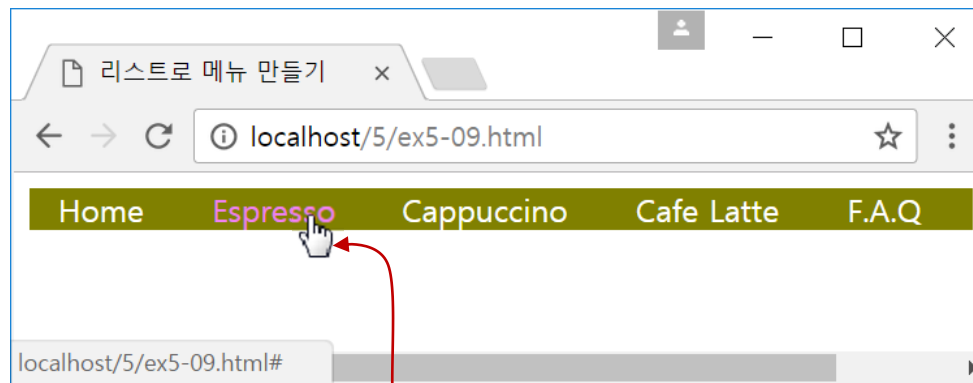 리스트로 메뉴 만들기
localhost/5/ex5-09.html
Home Espresso Cappuccino Cafe Latte F.A.Q
localhost/5/ex5-09.html#